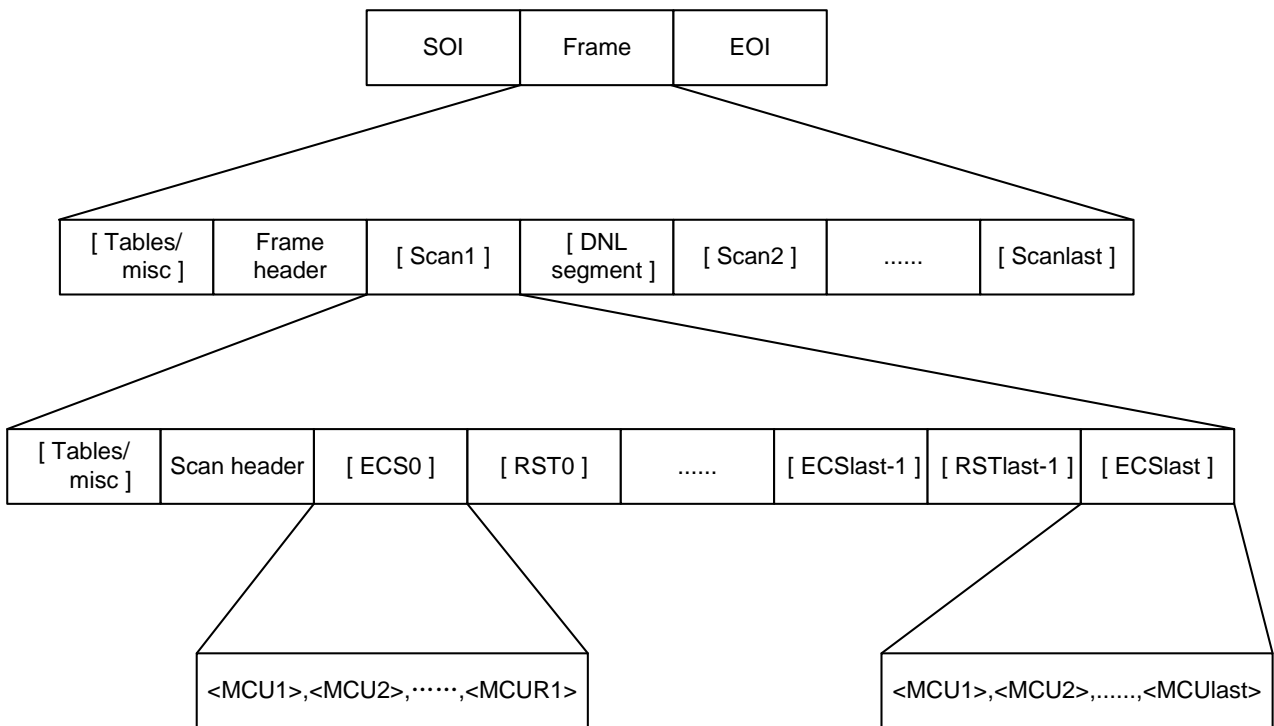 SOI
Frame
EOI
[ Tables/
misc ]
Frame
header
[ Scan1 ]
[ DNL
segment ]
[ Scan2 ]
......
[ Scanlast ]
[ Tables/
misc ]
Scan header
[ ECS0 ]
[ RST0 ]
......
[ ECSlast-1 ]
[ RSTlast-1 ]
[ ECSlast ]
<MCU1>,<MCU2>,⋯⋯,<MCUR1>
<MCU1>,<MCU2>,......,<MCUlast>